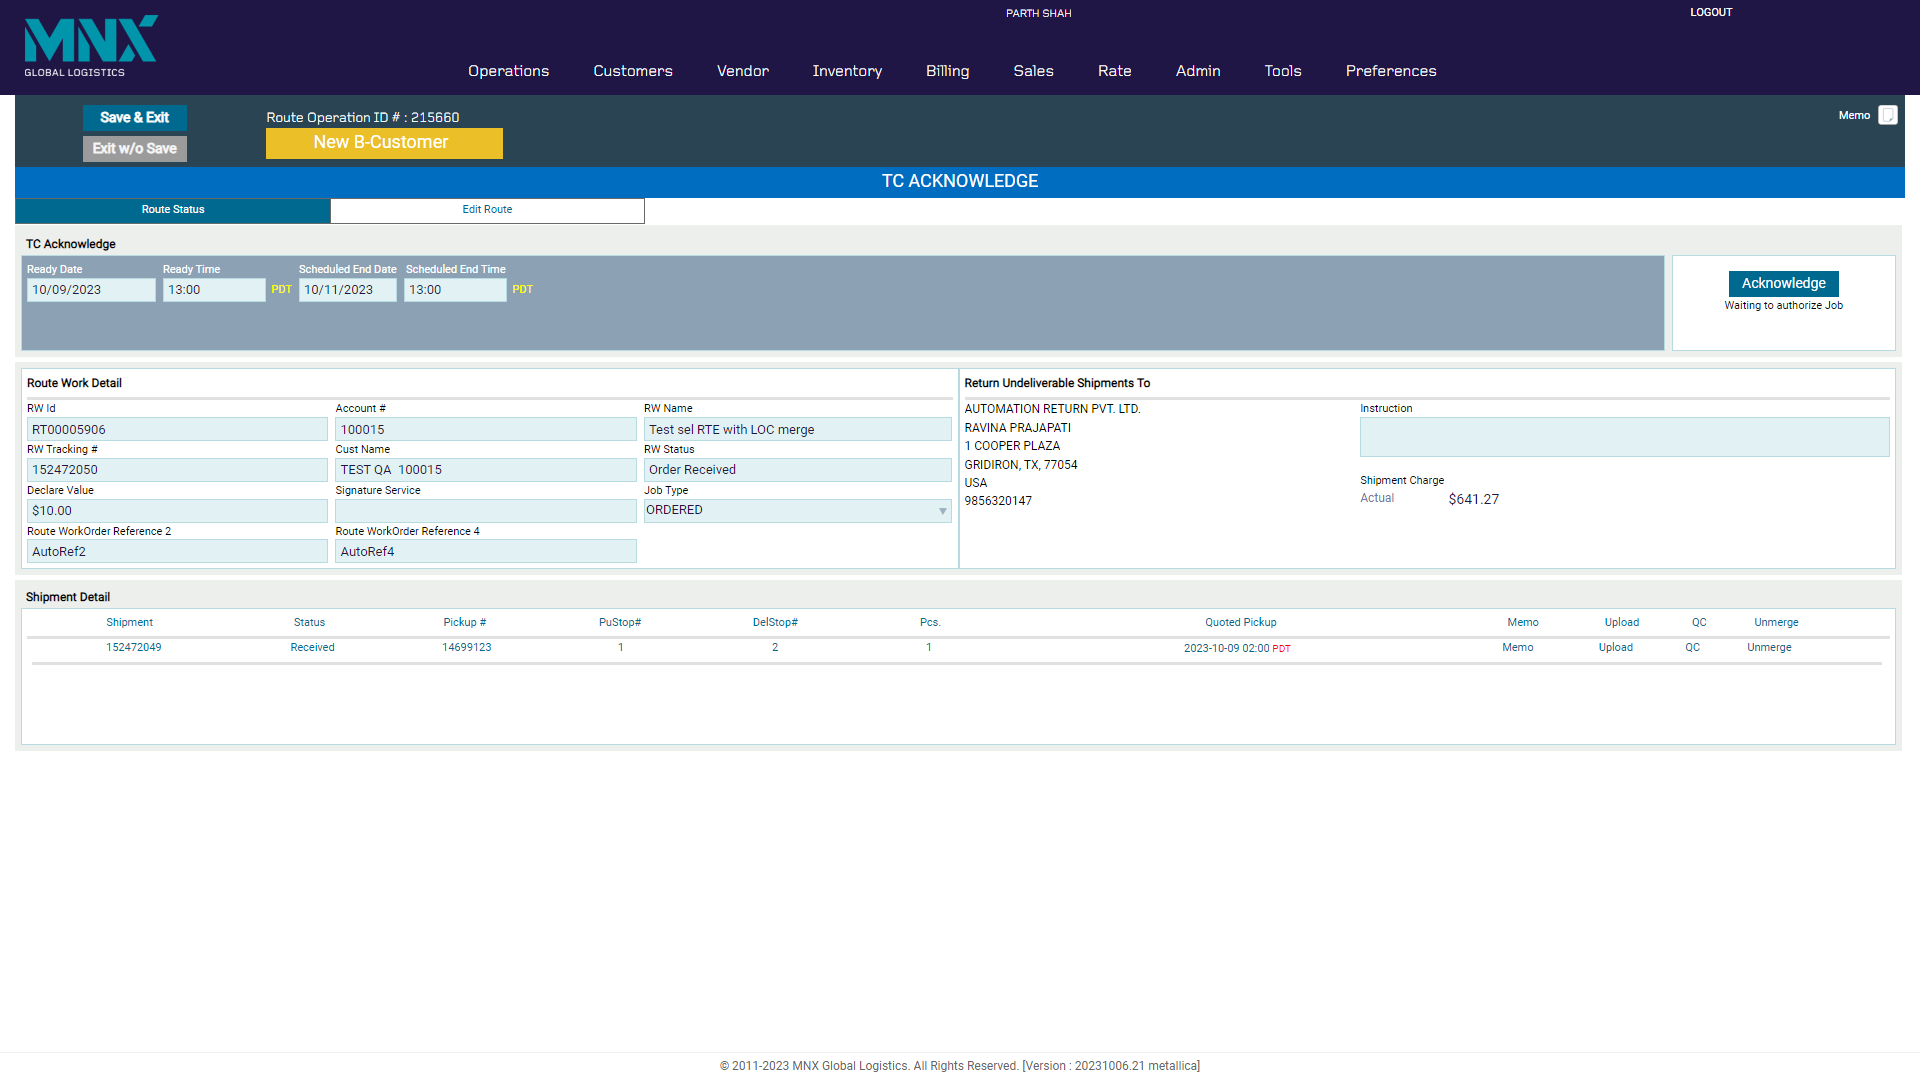 MNX
GLOBAL LOGISTICS
PARTH SHAH
LOGOUT
Operations Customers Vendor Inventory Billing Sales Rate Admin Tools Preferences
Save & Exit
Exit w/o Save
Route Operation ID # : 215660
New B-Customer
Memo
TC ACKNOWLEDGE
Route Status Edit Route
TC Acknowledge
Ready Date Ready Time Scheduled End Date Scheduled End Time
10/09/2023 13:00 PDT 10/11/2023 13:00 PDT
Acknowledge
Waiting to authorize Job
Route Work Detail
RW Id Account # RW Name
RT00005906 100015 Test sel RTE with LOC merge
RW Tracking # Cust Name RW Status
152472050 TEST QA 100015 Order Received
Declare Value Signature Service Job Type
$10.00 ORDERED
Route WorkOrder Reference 2 Route WorkOrder Reference 4
AutoRef2 AutoRef4
Return Undeliverable Shipments To
AUTOMATION RETURN PVT. LTD.
RAVINA PRAJAPATI
1 COOPER PLAZA
GRIDIRON, TX, 77054
USA
9856320147
Instruction
Shipment Charge
Actual $641.27
Shipment Detail
Shipment Status Pickup # PuStop# DelStop# Pcs. Quoted Pickup Memo Upload QC Unmerge
152472049 Received 14699123 1 2 1 2023-10-09 02:00 PDT Memo Upload QC Unmerge
© 2011-2023 MNX Global Logistics. All Rights Reserved. [Version : 20231006.21 metallica]